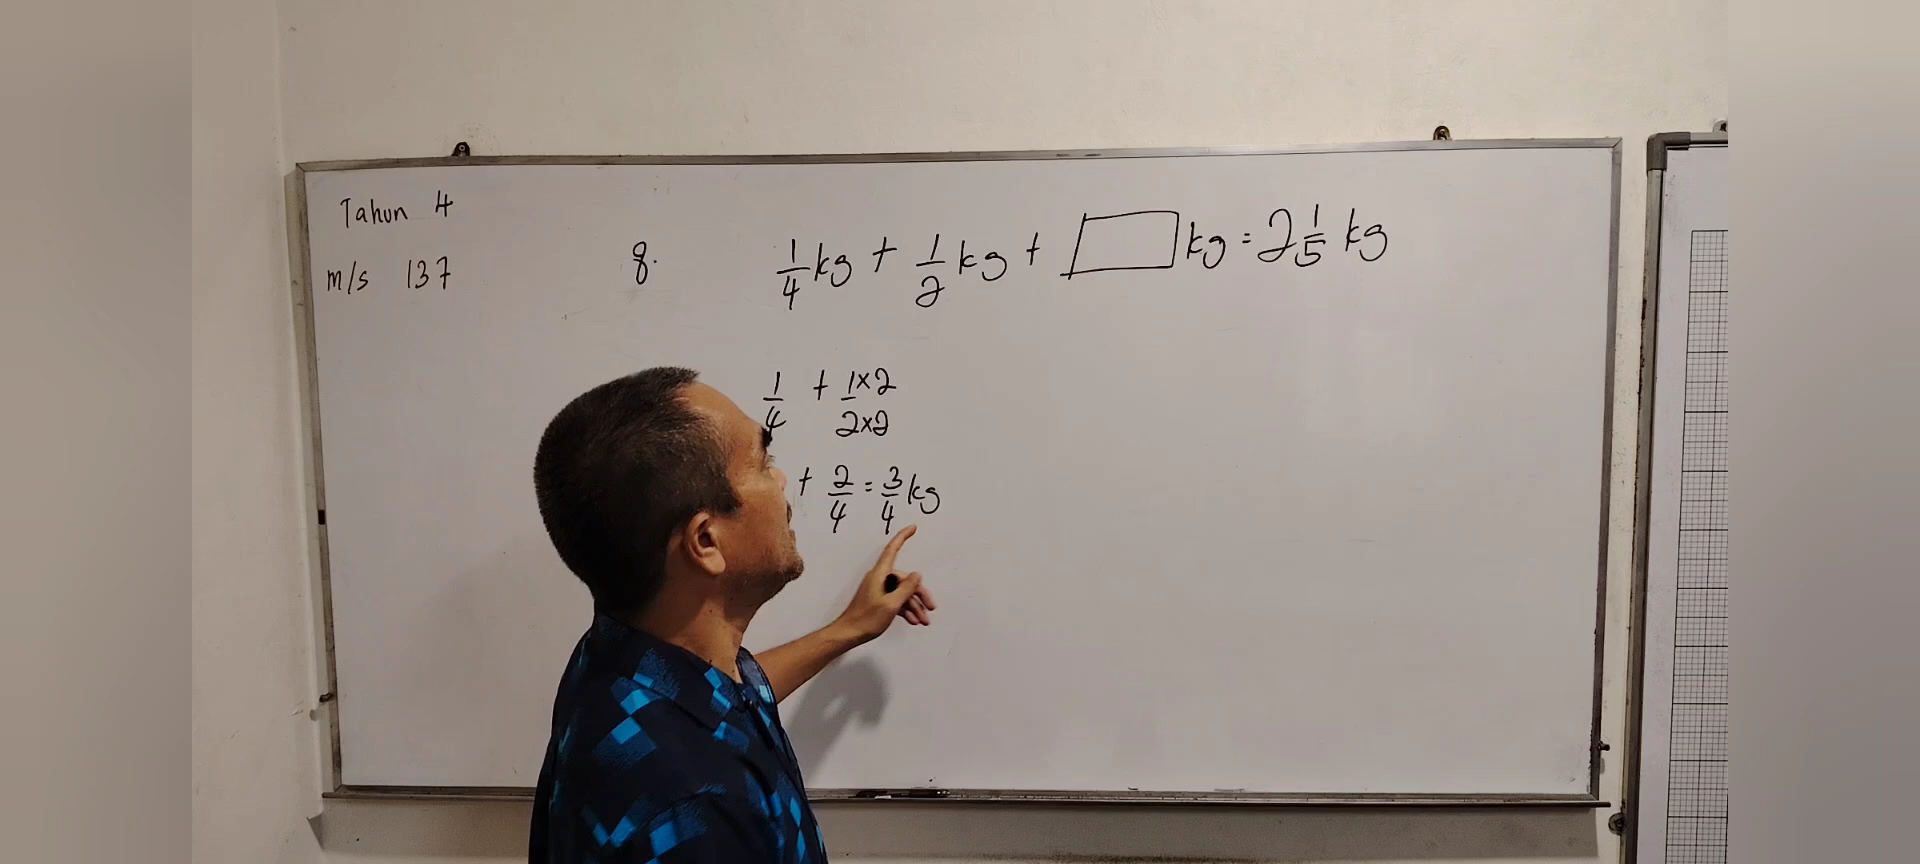 Tahun 4
m/s 137
8. 1/4 kg + 1/2 kg + □ kg = 2 1/5 kg
1/4 + 1×2/2×2
+ 2/4 = 3/4 kg